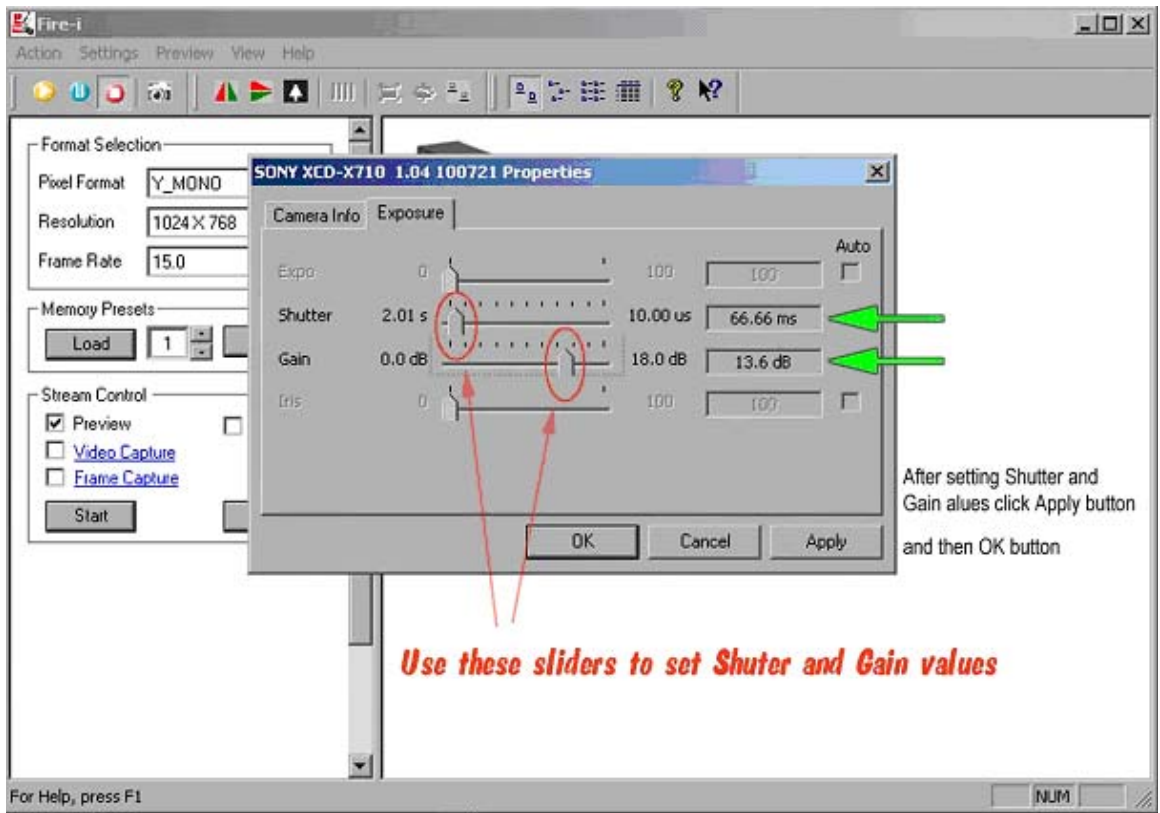 Fire-i
Action Settings Preview View Help
Format Selection
Pixel Format Y_MONO
Resolution 1024 X 768
Frame Rate 15.0
Memory Presets
Load 1
Stream Control
Preview
Video Capture
Frame Capture
Start
SONY XCD-X710 1.04 100721 Properties
Camera Info Exposure
Auto
Expo 0 100 100
Shutter 2.01 s 10.00 us 66.66 ms
Gain 0.0 dB 18.0 dB 13.6 dB
Iris 0 100 100
OK Cancel Apply
After setting Shutter and
Gain alues click Apply button
and then OK button
Use these sliders to set Shuter and Gain values
For Help, press F1 NUM